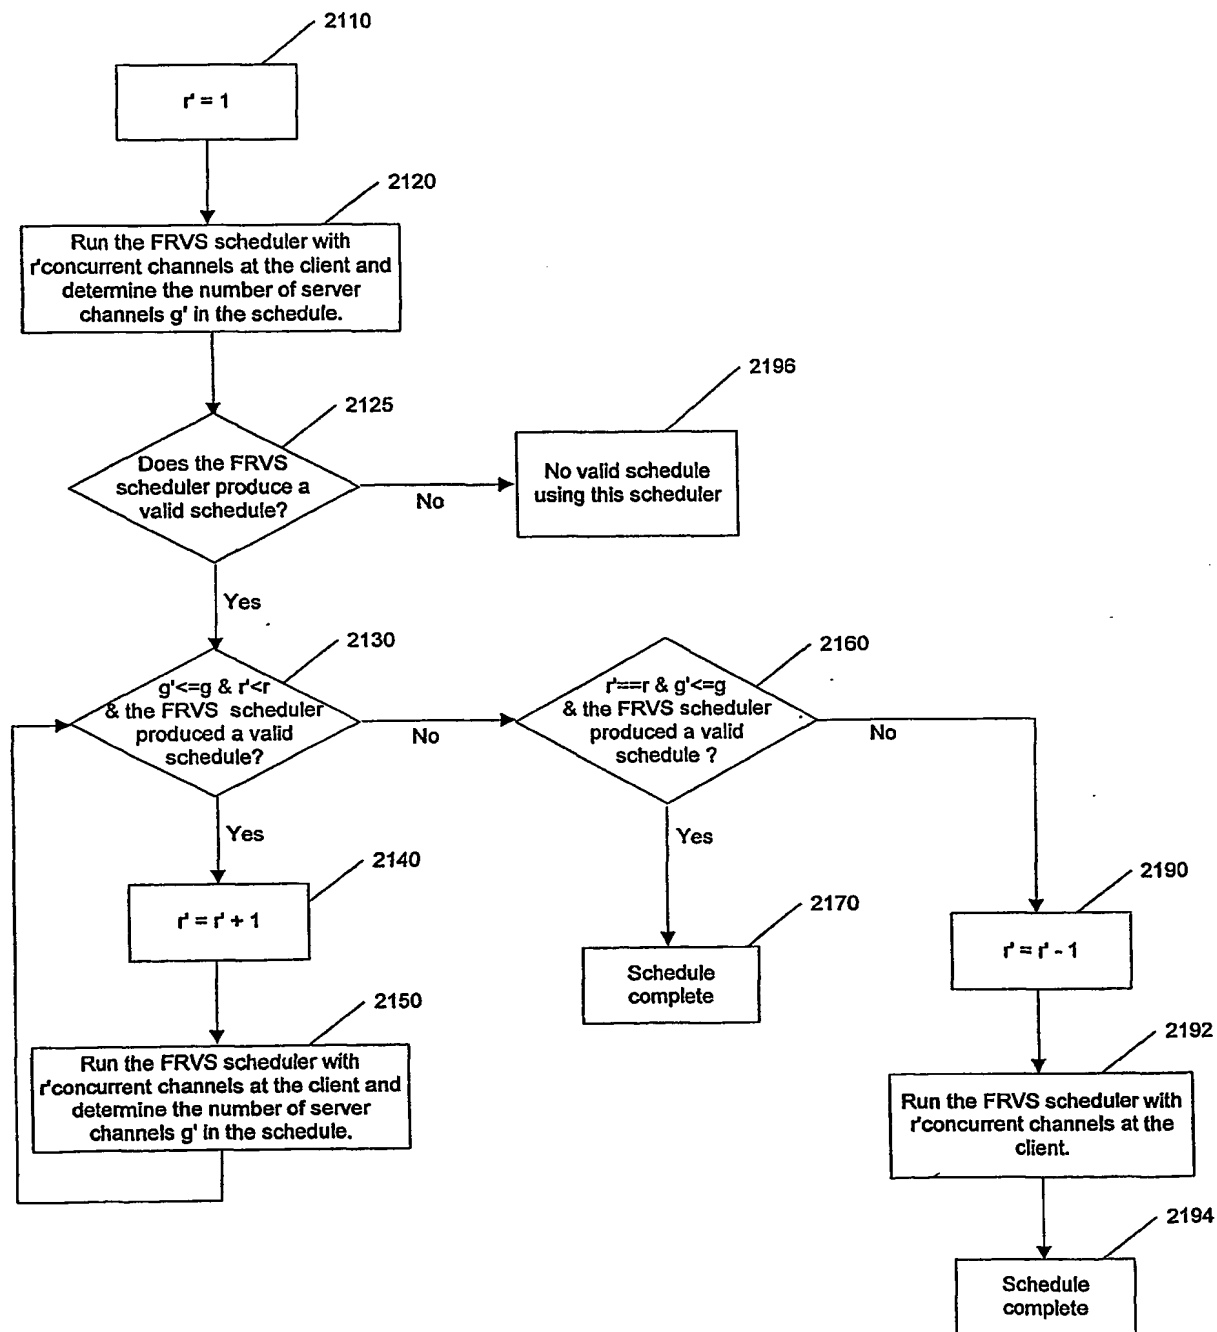 2110
r' = 1
2120
Run the FRVS scheduler with
r'concurrent channels at the client and
determine the number of server
channels g' in the schedule.
2125
Does the FRVS
scheduler produce a
valid schedule?
No
2196
No valid schedule
using this scheduler
Yes
2130
g'<=g & r'<r
& the FRVS scheduler
produced a valid
schedule?
No
2160
r'==r & g'<=g
& the FRVS scheduler
produced a valid
schedule ?
No
Yes
2140
r' = r' + 1
Yes
2170
Schedule
complete
2190
r' = r' - 1
2150
Run the FRVS scheduler with
r'concurrent channels at the client and
determine the number of server
channels g' in the schedule.
2192
Run the FRVS scheduler with
r'concurrent channels at the
client.
2194
Schedule
complete